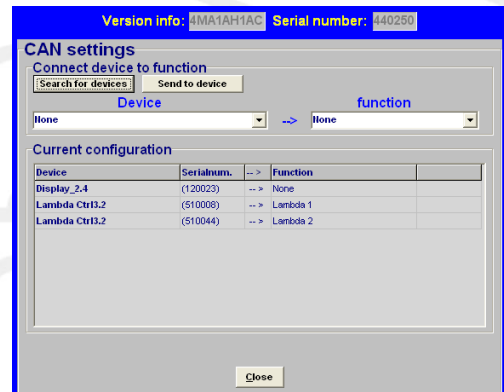 Version info: 4MA1AH1AC Serial number: 440250
CAN settings
Connect device to function
Search for devices Send to device
Device function
None --> None
Current configuration
Device Serialnum. --> Function
Display_2.4 (120023) --> None
Lambda Ctrl3.2 (510008) --> Lambda 1
Lambda Ctrl3.2 (510044) --> Lambda 2
Close